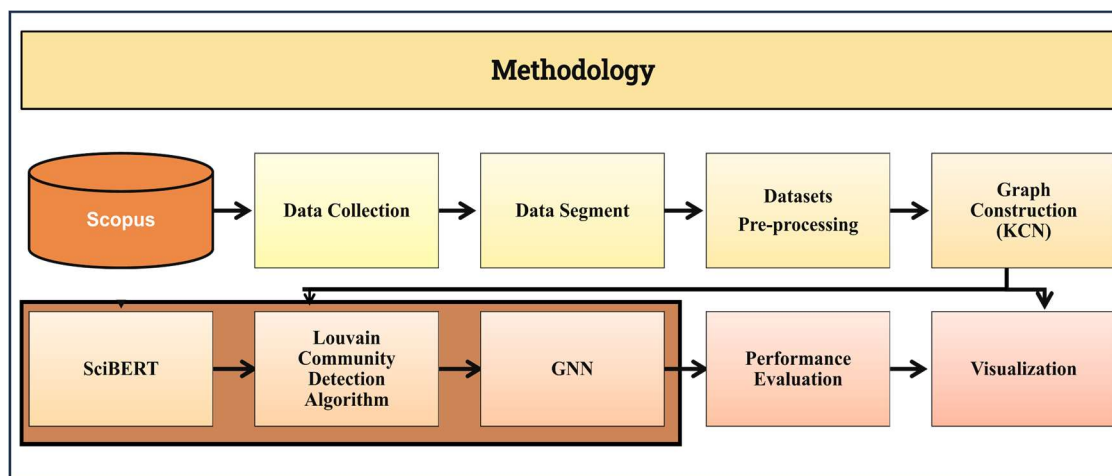 Methodology
Scopus
Data Collection
Data Segment
Datasets
Pre-processing
Graph
Construction
(KCN)
SciBERT
Louvain
Community
Detection
Algorithm
GNN
Performance
Evaluation
Visualization